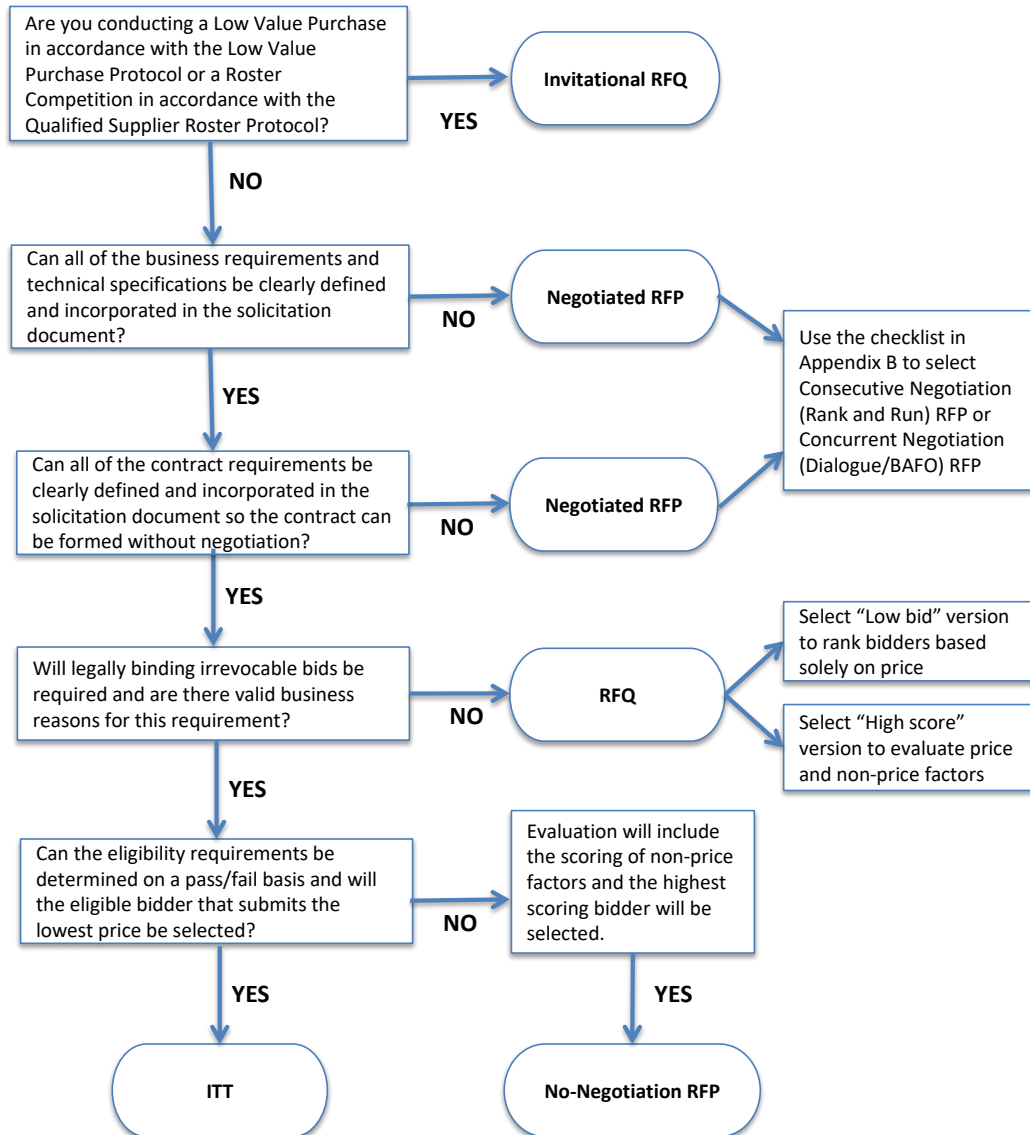 Are you conducting a Low Value Purchase
in accordance with the Low Value
Purchase Protocol or a Roster
Competition in accordance with the
Qualified Supplier Roster Protocol?
YES
Invitational RFQ
NO
Can all of the business requirements and
technical specifications be clearly defined
and incorporated in the solicitation
document?
NO
Negotiated RFP
Use the checklist in
Appendix B to select
Consecutive Negotiation
(Rank and Run) RFP or
Concurrent Negotiation
(Dialogue/BAFO) RFP
YES
Can all of the contract requirements be
clearly defined and incorporated in the
solicitation document so the contract can
be formed without negotiation?
NO
Negotiated RFP
YES
Will legally binding irrevocable bids be
required and are there valid business
reasons for this requirement?
NO
RFQ
Select “Low bid” version
to rank bidders based
solely on price
Select “High score”
version to evaluate price
and non-price factors
YES
Can the eligibility requirements be
determined on a pass/fail basis and will
the eligible bidder that submits the
lowest price be selected?
NO
Evaluation will include
the scoring of non-price
factors and the highest
scoring bidder will be
selected.
YES
YES
ITT
No-Negotiation RFP